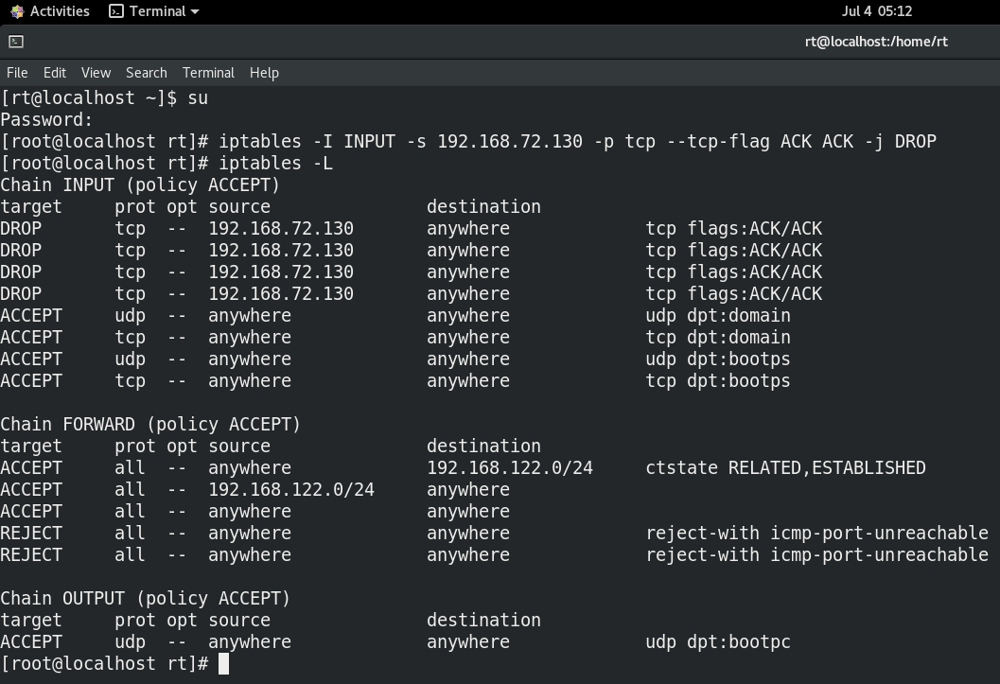 Activities Terminal Jul 4 05:12
rt@localhost:/home/rt
File Edit View Search Terminal Help
[rt@localhost ~]$ su
Password:
[root@localhost rt]# iptables -I INPUT -s 192.168.72.130 -p tcp --tcp-flag ACK ACK -j DROP
[root@localhost rt]# iptables -L
Chain INPUT (policy ACCEPT)
target     prot opt source               destination
DROP       tcp  --  192.168.72.130       anywhere             tcp flags:ACK/ACK
DROP       tcp  --  192.168.72.130       anywhere             tcp flags:ACK/ACK
DROP       tcp  --  192.168.72.130       anywhere             tcp flags:ACK/ACK
DROP       tcp  --  192.168.72.130       anywhere             tcp flags:ACK/ACK
ACCEPT     udp  --  anywhere             anywhere             udp dpt:domain
ACCEPT     tcp  --  anywhere             anywhere             tcp dpt:domain
ACCEPT     udp  --  anywhere             anywhere             udp dpt:bootps
ACCEPT     tcp  --  anywhere             anywhere             tcp dpt:bootps
Chain FORWARD (policy ACCEPT)
target     prot opt source               destination
ACCEPT     all  --  anywhere             192.168.122.0/24     ctstate RELATED,ESTABLISHED
ACCEPT     all  --  192.168.122.0/24     anywhere
ACCEPT     all  --  anywhere             anywhere
REJECT     all  --  anywhere             anywhere             reject-with icmp-port-unreachable
REJECT     all  --  anywhere             anywhere             reject-with icmp-port-unreachable
Chain OUTPUT (policy ACCEPT)
target     prot opt source               destination
ACCEPT     udp  --  anywhere             anywhere             udp dpt:bootpc
[root@localhost rt]#